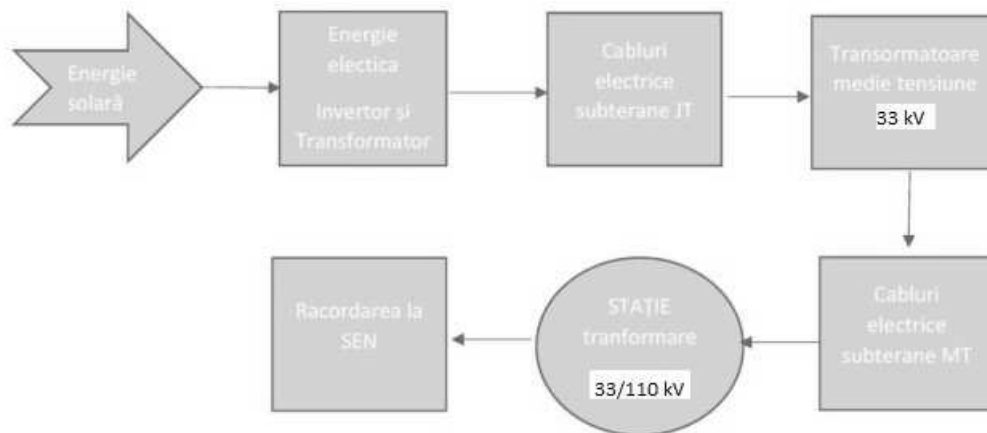 Energie
solară
Energie
electica
Invertor și
Transformator
Cabluri
electrice
subterane JT
Transormatoare
medie tensiune
33 kV
Cabluri
electrice
subterane MT
STAȚIE
tranformare
33/110 kV
Racordarea la
SEN